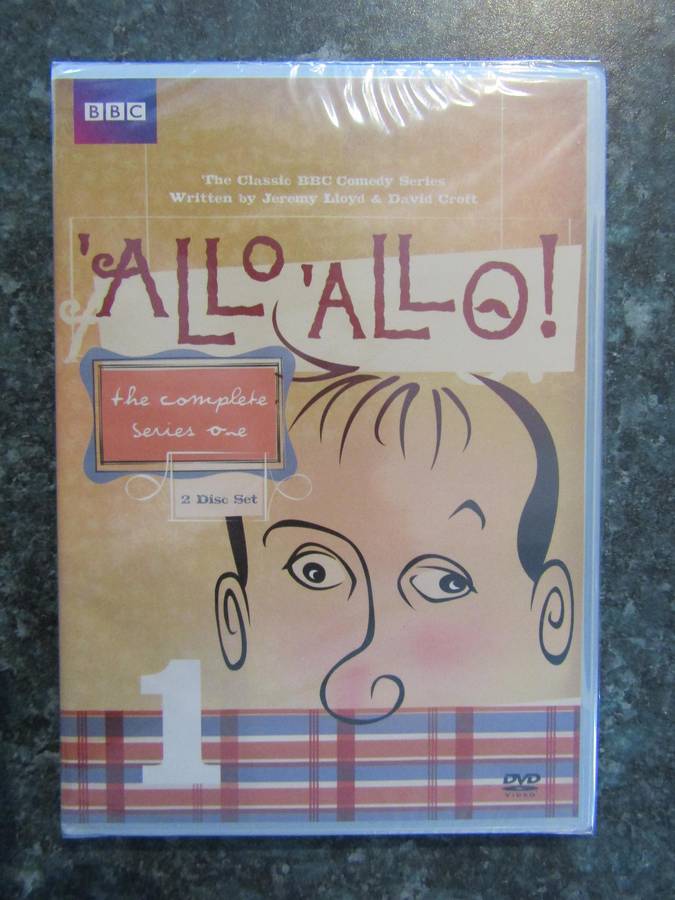 BBC
The Classic BBC Comedy Series
Written by Jeremy Lloyd & David Croft
'ALLO 'ALLO!
the complete
series one
2 Disc Set
1
DVD
VIDEO